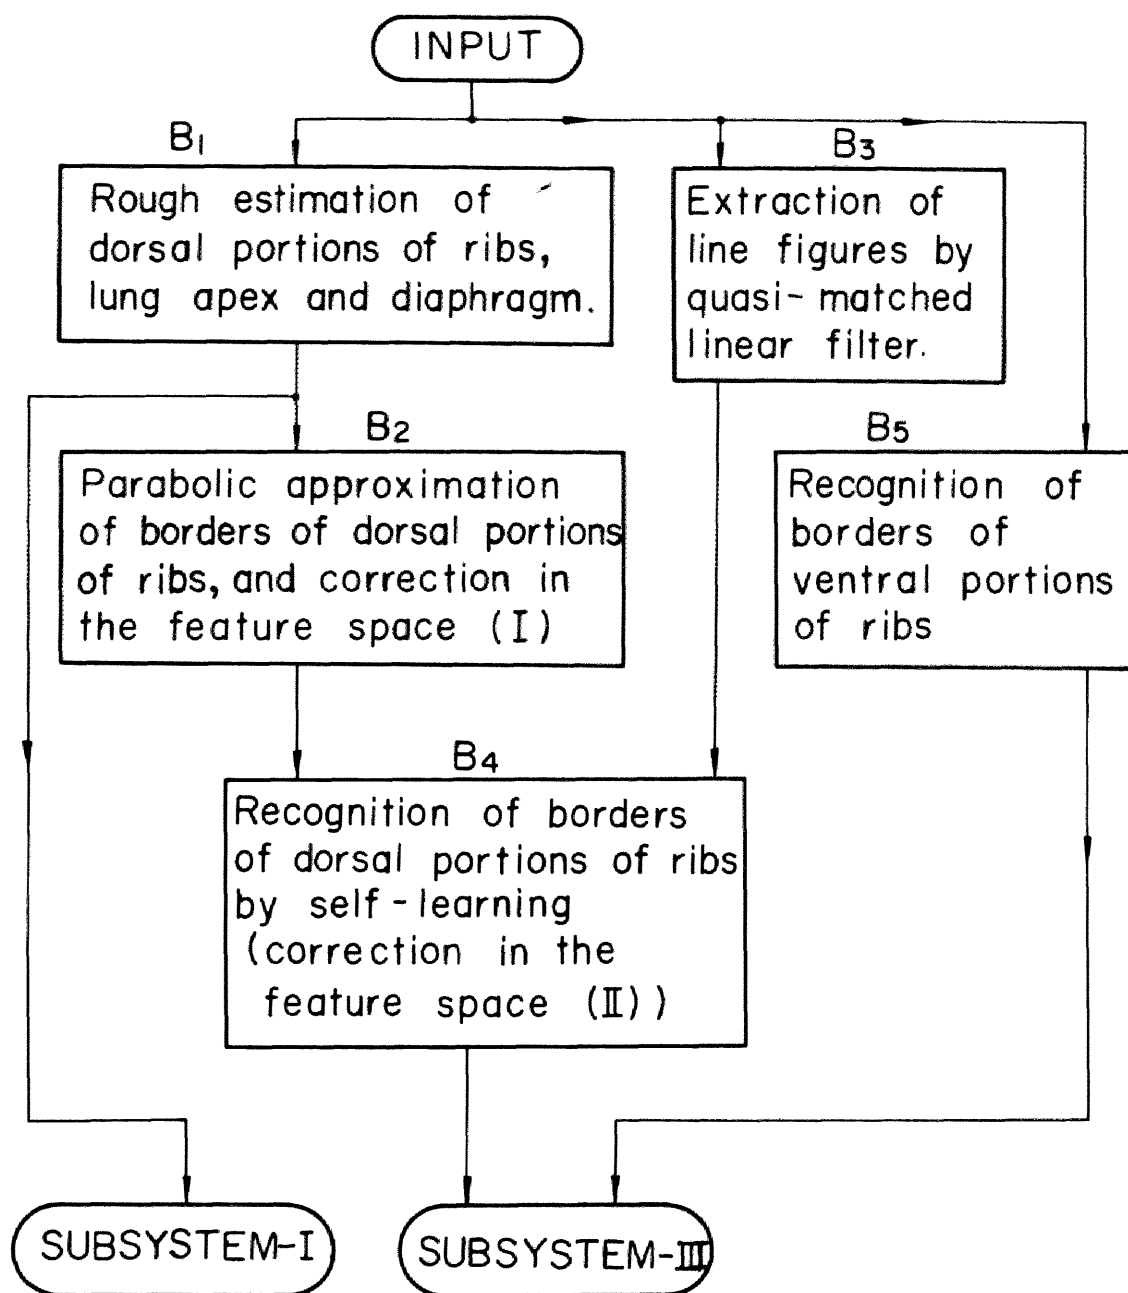 INPUT
B1
Rough estimation of
dorsal portions of ribs,
lung apex and diaphragm.
B3
Extraction of
line figures by
quasi-matched
linear filter.
B2
Parabolic approximation
of borders of dorsal portions
of ribs, and correction in
the feature space (I)
B5
Recognition of
borders of
ventral portions
of ribs
B4
Recognition of borders
of dorsal portions of ribs
by self-learning
(correction in the
feature space (II))
SUBSYSTEM-I
SUBSYSTEM-III